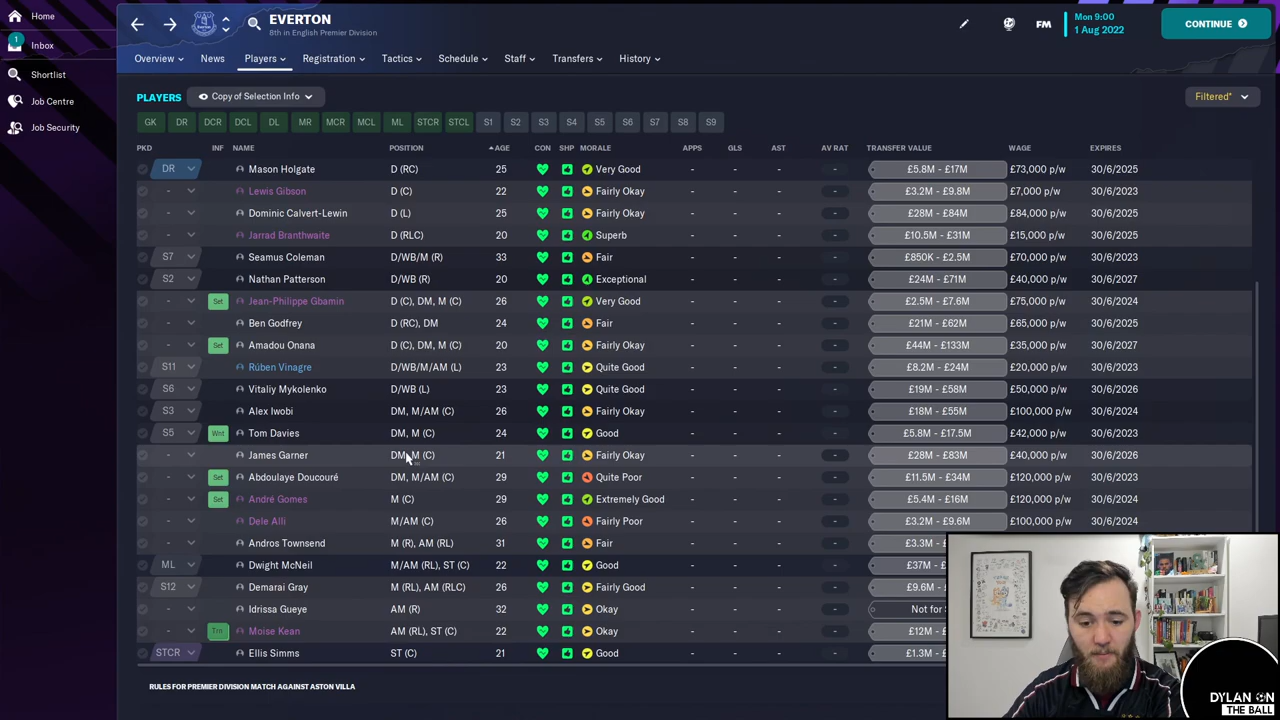 Home
EVERTON
8th in English Premier Division
FM
Mon 9:00
1 Aug 2022
CONTINUE
1
Inbox
Shortlist
Job Centre
Job Security
Overview
News
Players
Registration
Tactics
Schedule
Staff
Transfers
History
PLAYERS
Copy of Selection Info
Filtered*
GK DR DCR DCL DL MR MCR MCL ML STCR STCL S1 S2 S3 S4 S5 S6 S7 S8 S9
PKD INF NAME POSITION AGE CON SHP MORALE APPS GLS AST AV RAT TRANSFER VALUE WAGE EXPIRES
DR Mason Holgate D (RC) 25 Very Good - - - - £5.8M - £17M £73,000 p/w 30/6/2025
- Lewis Gibson D (C) 22 Fairly Okay - - - - £3.2M - £9.8M £7,000 p/w 30/6/2023
- Dominic Calvert-Lewin D (L) 25 Fairly Okay - - - - £28M - £84M £84,000 p/w 30/6/2025
- Jarrad Branthwaite D (RLC) 20 Superb - - - - £10.5M - £31M £15,000 p/w 30/6/2025
S7 Seamus Coleman D/WB/M (R) 33 Fair - - - - £850K - £2.5M £70,000 p/w 30/6/2023
S2 Nathan Patterson D/WB (R) 20 Exceptional - - - - £24M - £71M £40,000 p/w 30/6/2027
- Set Jean-Philippe Gbamin D (C), DM, M (C) 26 Very Good - - - - £2.5M - £7.6M £75,000 p/w 30/6/2024
- Ben Godfrey D (RC), DM 24 Fair - - - - £21M - £62M £65,000 p/w 30/6/2025
- Set Amadou Onana D (C), DM, M (C) 20 Fairly Okay - - - - £44M - £133M £35,000 p/w 30/6/2027
S11 Rúben Vinagre D/WB/M/AM (L) 23 Quite Good - - - - £8.2M - £24M £20,000 p/w 30/6/2023
S6 Vitaliy Mykolenko D/WB (L) 23 Quite Good - - - - £19M - £58M £50,000 p/w 30/6/2026
S3 Alex Iwobi DM, M/AM (C) 26 Fairly Okay - - - - £18M - £55M £100,000 p/w 30/6/2024
S5 Wnt Tom Davies DM, M (C) 24 Good - - - - £5.8M - £17.5M £42,000 p/w 30/6/2023
- James Garner DM, M (C) 21 Fairly Okay - - - - £28M - £83M £40,000 p/w 30/6/2026
- Set Abdoulaye Doucouré DM, M/AM (C) 29 Quite Poor - - - - £11.5M - £34M £120,000 p/w 30/6/2023
- Set André Gomes M (C) 29 Extremely Good - - - - £5.4M - £16M £120,000 p/w 30/6/2024
- Dele Alli M/AM (C) 26 Fairly Poor - - - - £3.2M - £9.6M £100,000 p/w 30/6/2024
- Andros Townsend M (R), AM (RL) 31 Fair - - - - £3.3M -
ML Dwight McNeil M/AM (RL), ST (C) 22 Good - - - - £37M -
S12 Demarai Gray M (RL), AM (RLC) 26 Fairly Good - - - - £9.6M -
- Idrissa Gueye AM (R) 32 Okay - - - - Not for
- Trn Moise Kean AM (RL), ST (C) 22 Okay - - - - £12M -
STCR Ellis Simms ST (C) 21 Good - - - - £1.3M -
RULES FOR PREMIER DIVISION MATCH AGAINST ASTON VILLA
DYLAN ON
THE BALL